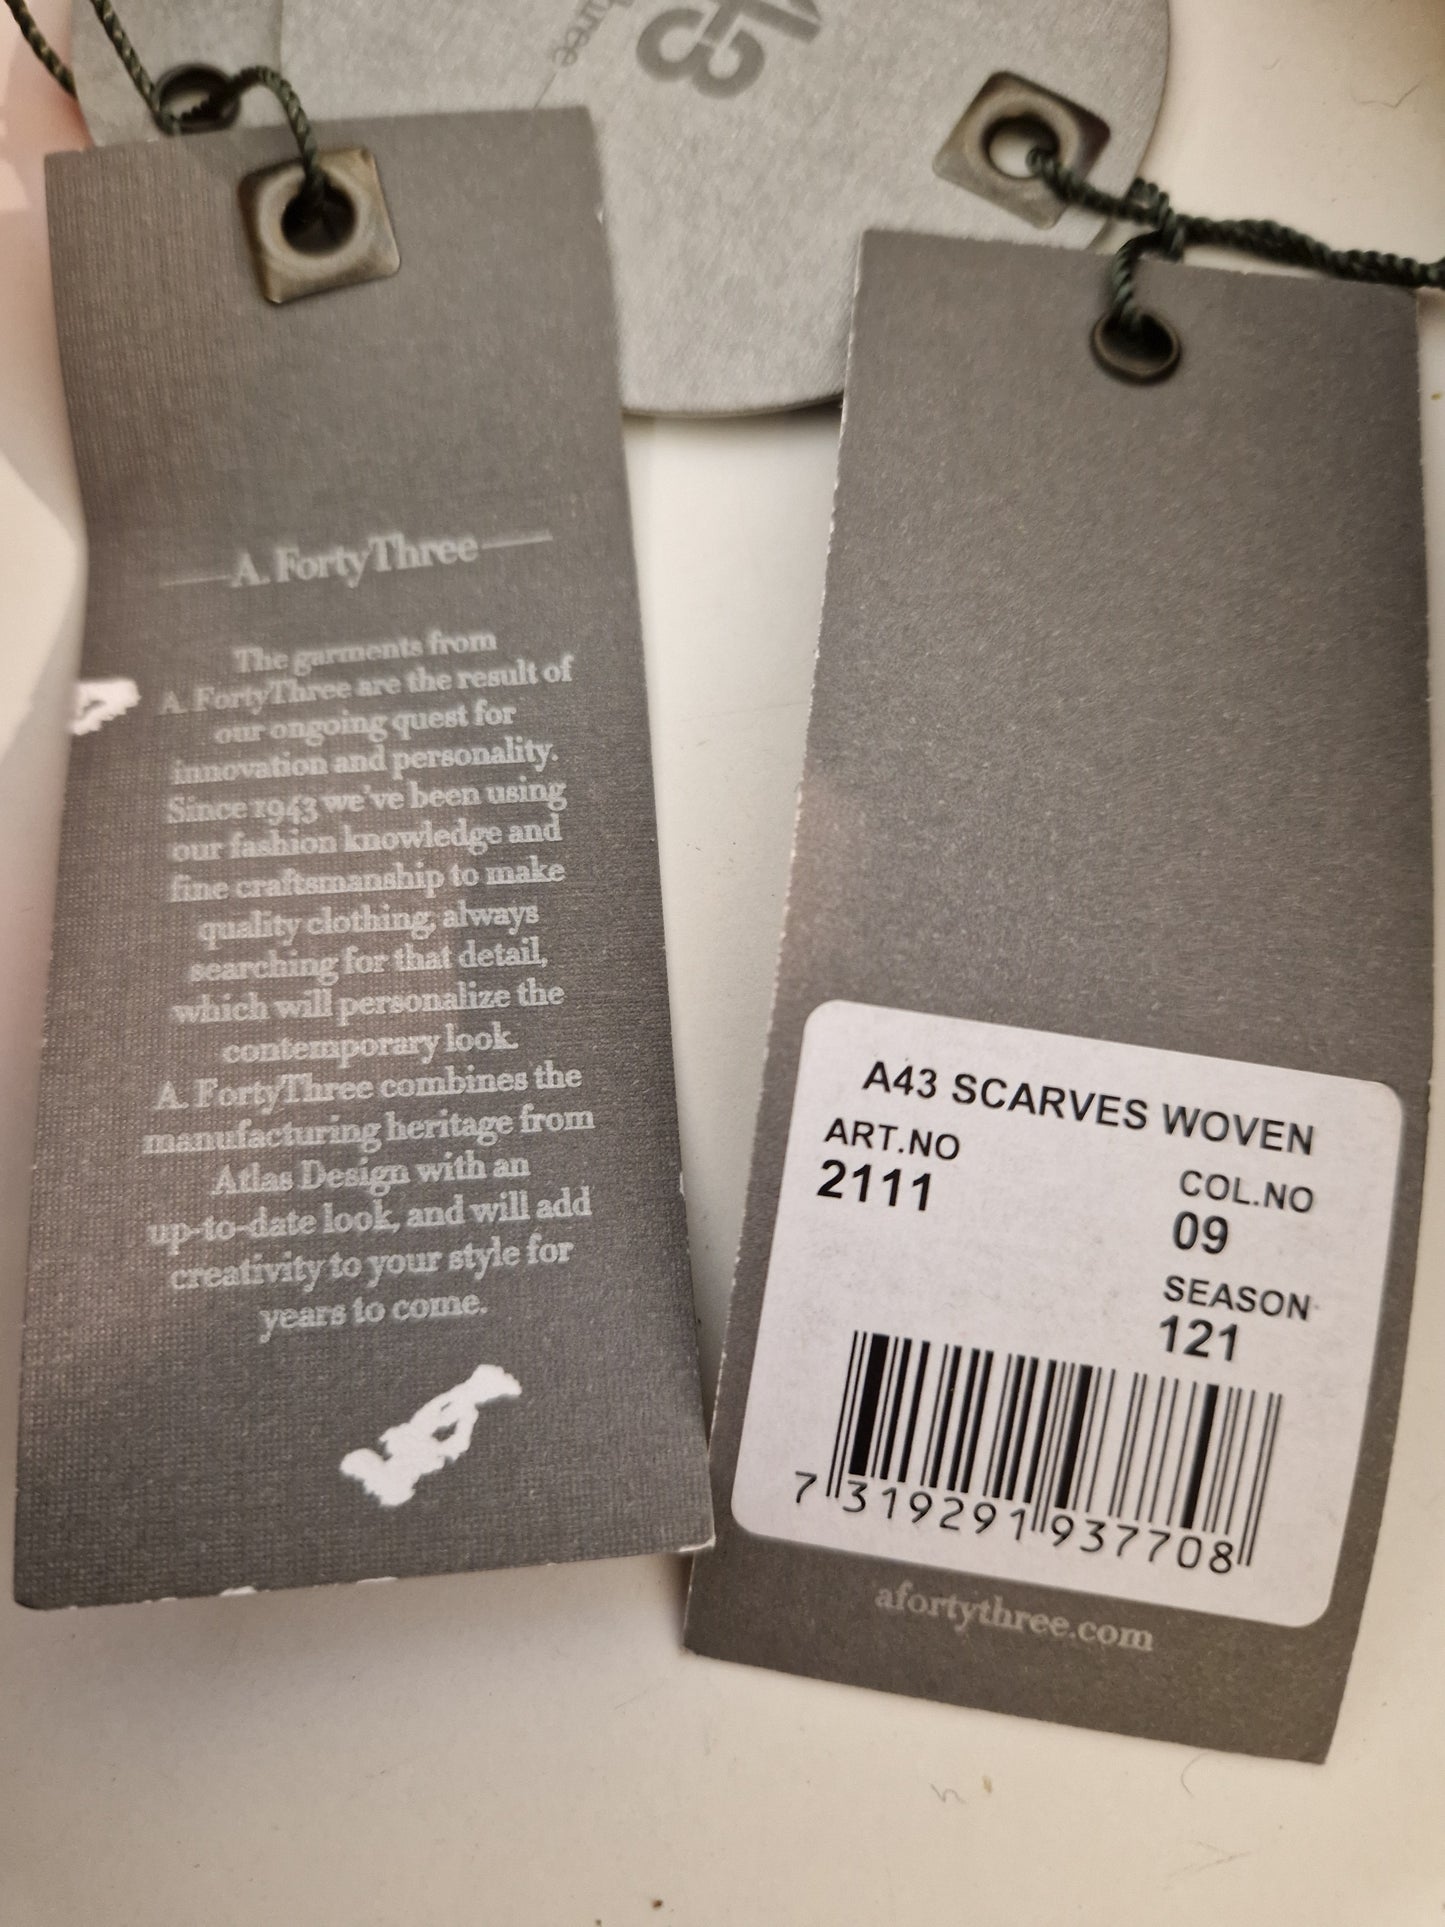 43
hree
A. FortyThree
The garments from
A. FortyThree are the result of
our ongoing quest for
innovation and personality.
Since 1943 we've been using
our fashion knowledge and
fine craftsmanship to make
quality clothing, always
searching for that detail,
which will personalize the
contemporary look.
A. FortyThree combines the
manufacturing heritage from
Atlas Design with an
up-to-date look, and will add
creativity to your style for
years to come.
A43 SCARVES WOVEN
ART.NO
2111
COL.NO
09
SEASON
121
7 319291 937708
afortythree.com